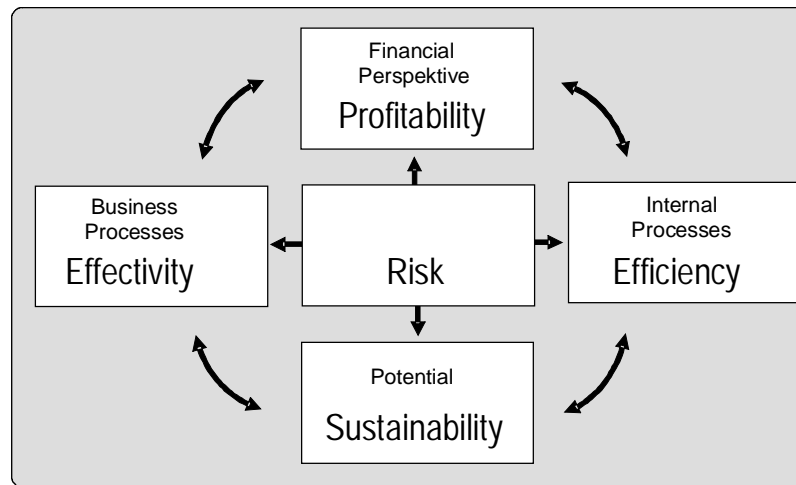 Financial
Perspektive
Profitability
Business
Processes
Effectivity
Risk
Internal
Processes
Efficiency
Potential
Sustainability